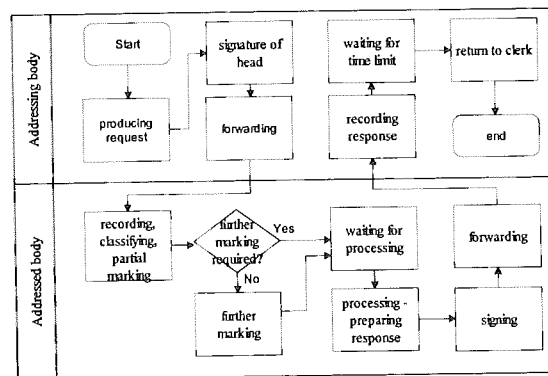 Addressing body
Start
producing
request
signature of
head
forwarding
waiting for
time limit
recording
response
return to clerk
end
Addressed body
recording,
classifying,
partial
marking
further
marking
required?
Yes
No
further
marking
waiting for
processing
processing -
preparing
response
signing
forwarding